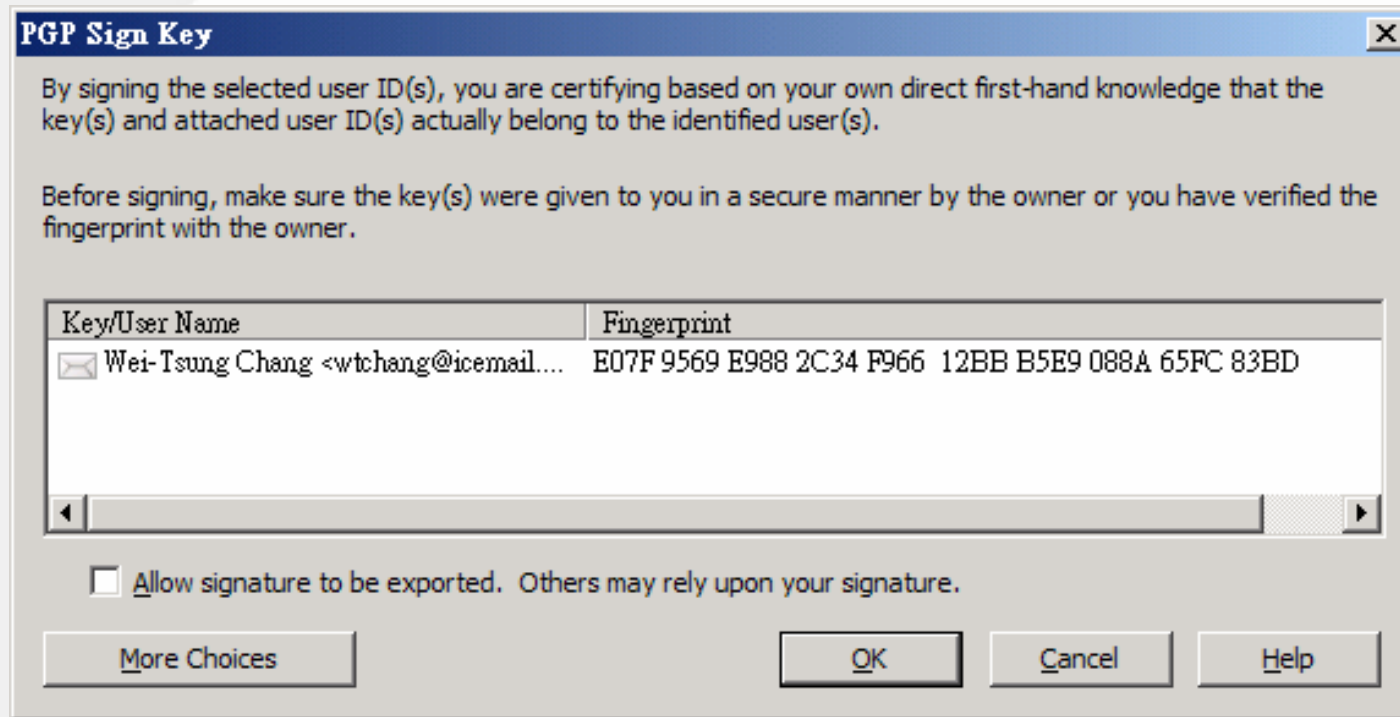 PGP Sign Key
By signing the selected user ID(s), you are certifying based on your own direct first-hand knowledge that the
key(s) and attached user ID(s) actually belong to the identified user(s).
Before signing, make sure the key(s) were given to you in a secure manner by the owner or you have verified the
fingerprint with the owner.
Key/User Name Fingerprint
Wei-Tsung Chang <wtchang@icemail.... E07F 9569 E988 2C34 F966  12BB B5E9 088A 65FC 83BD
Allow signature to be exported.  Others may rely upon your signature.
More Choices OK Cancel Help